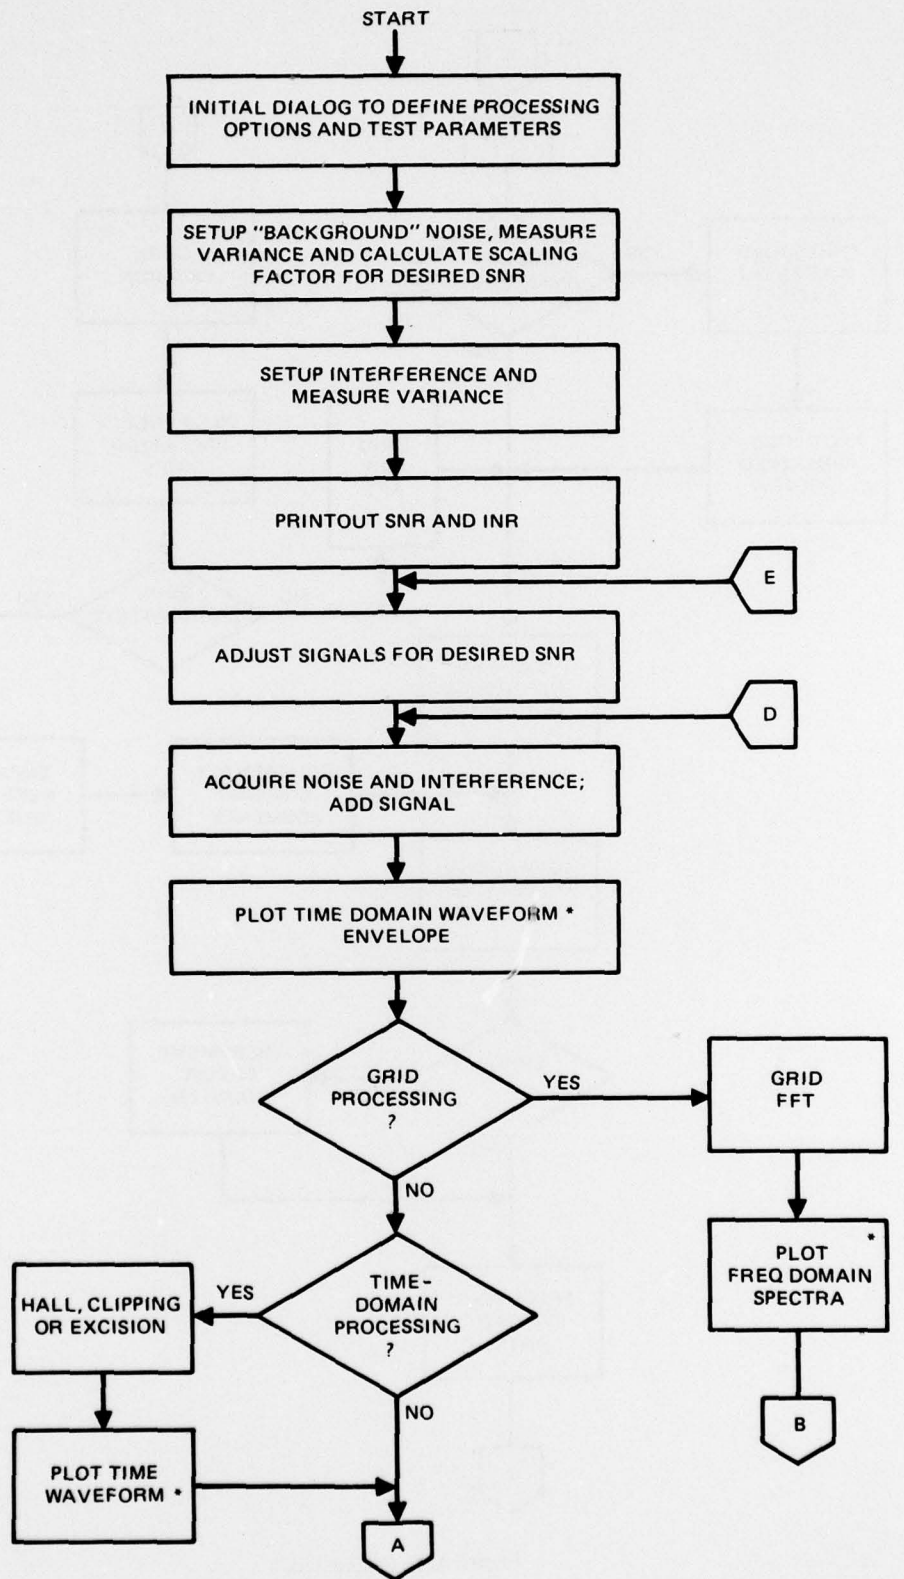 START
INITIAL DIALOG TO DEFINE PROCESSING
OPTIONS AND TEST PARAMETERS
SETUP "BACKGROUND" NOISE, MEASURE
VARIANCE AND CALCULATE SCALING
FACTOR FOR DESIRED SNR
SETUP INTERFERENCE AND
MEASURE VARIANCE
PRINTOUT SNR AND INR
E
ADJUST SIGNALS FOR DESIRED SNR
D
ACQUIRE NOISE AND INTERFERENCE;
ADD SIGNAL
PLOT TIME DOMAIN WAVEFORM *
ENVELOPE
GRID
PROCESSING
?
YES
GRID
FFT
NO
PLOT *
FREQ DOMAIN
SPECTRA
B
TIME-
DOMAIN
PROCESSING
?
YES
HALL, CLIPPING
OR EXCISION
NO
PLOT TIME
WAVEFORM *
A